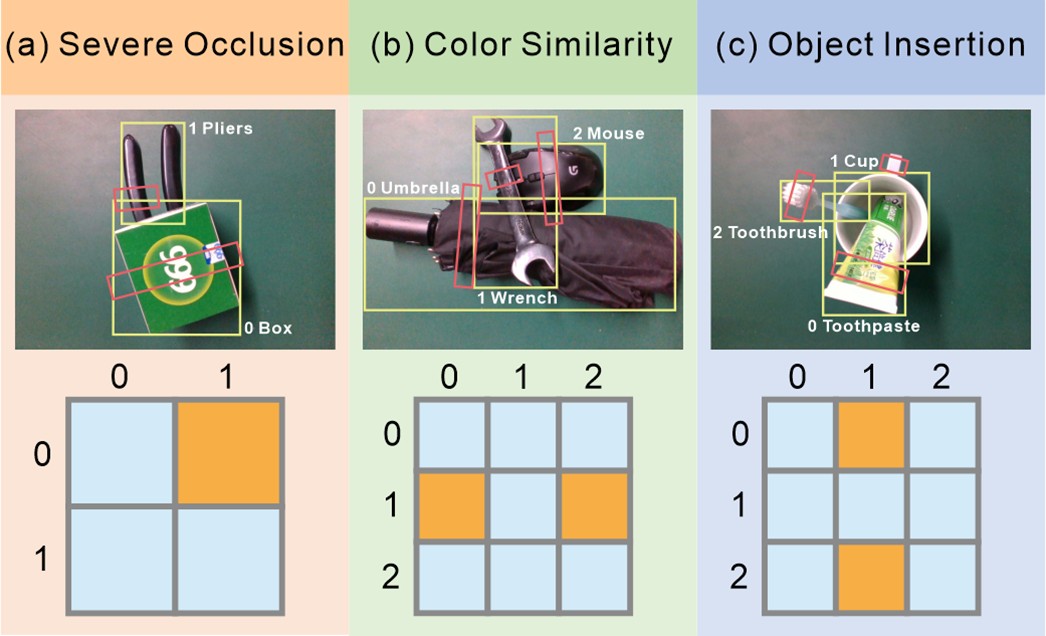 (a) Severe Occlusion
(b) Color Similarity
(c) Object Insertion
1 Pliers
999
0 Box
2 Mouse
0 Umbrella
G
1 Wrench
1 Cup
2 Toothbrush
0 Toothpaste
0 1
0
1
0 1 2
0
1
2
0 1 2
0
1
2